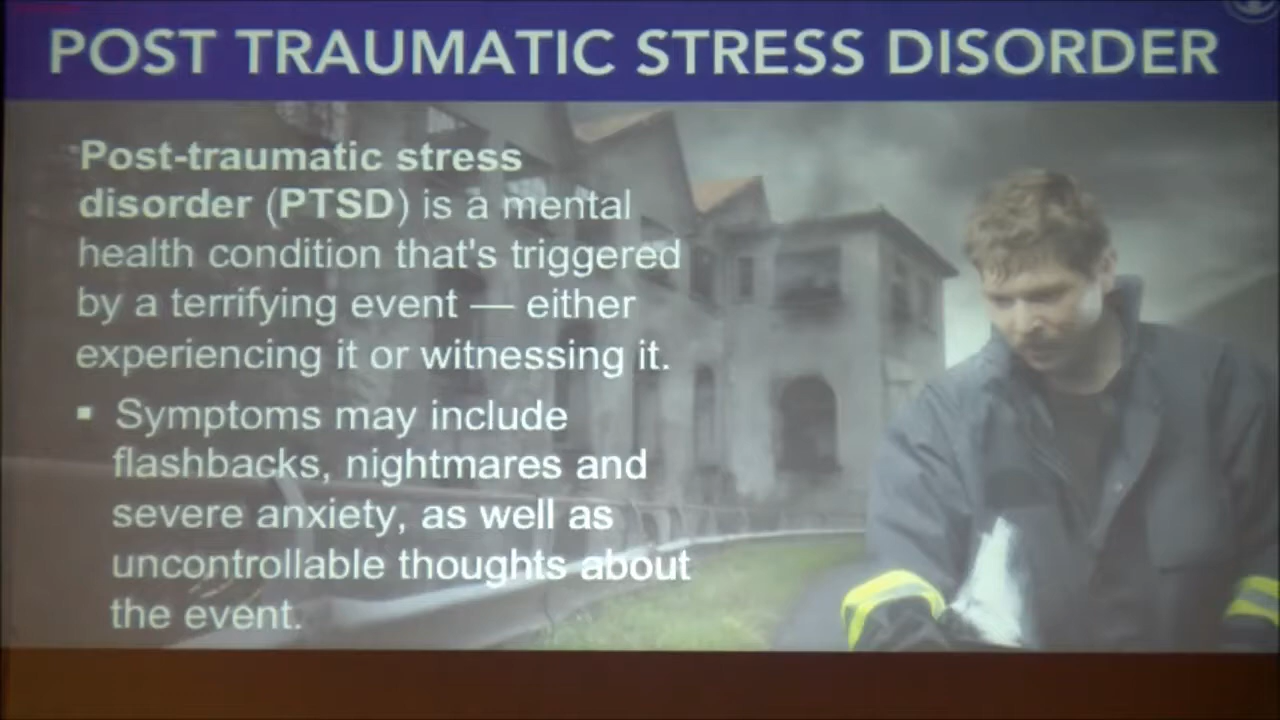 POST TRAUMATIC STRESS DISORDER
Post-traumatic stress
disorder (PTSD) is a mental
health condition that's triggered
by a terrifying event — either
experiencing it or witnessing it.
▪ Symptoms may include
flashbacks, nightmares and
severe anxiety, as well as
uncontrollable thoughts about
the event.